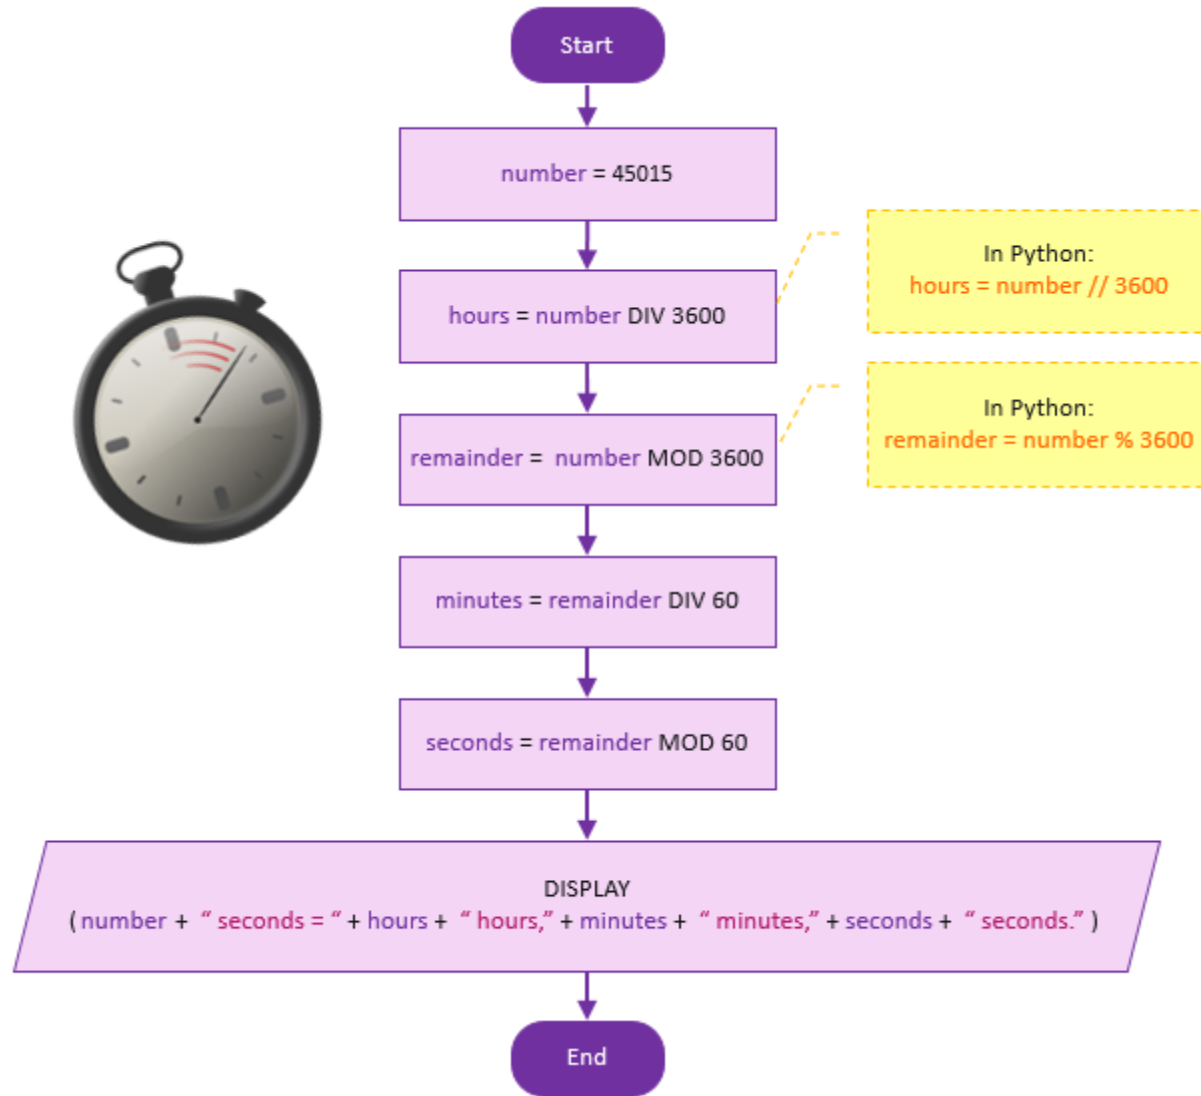 Start
number = 45015
In Python:
hours = number // 3600
hours = number DIV 3600
In Python:
remainder = number % 3600
remainder =  number MOD 3600
minutes = remainder DIV 60
seconds = remainder MOD 60
DISPLAY
( number +  “ seconds = “ + hours +  “ hours,” + minutes +  “ minutes,” + seconds +  “ seconds.” )
End